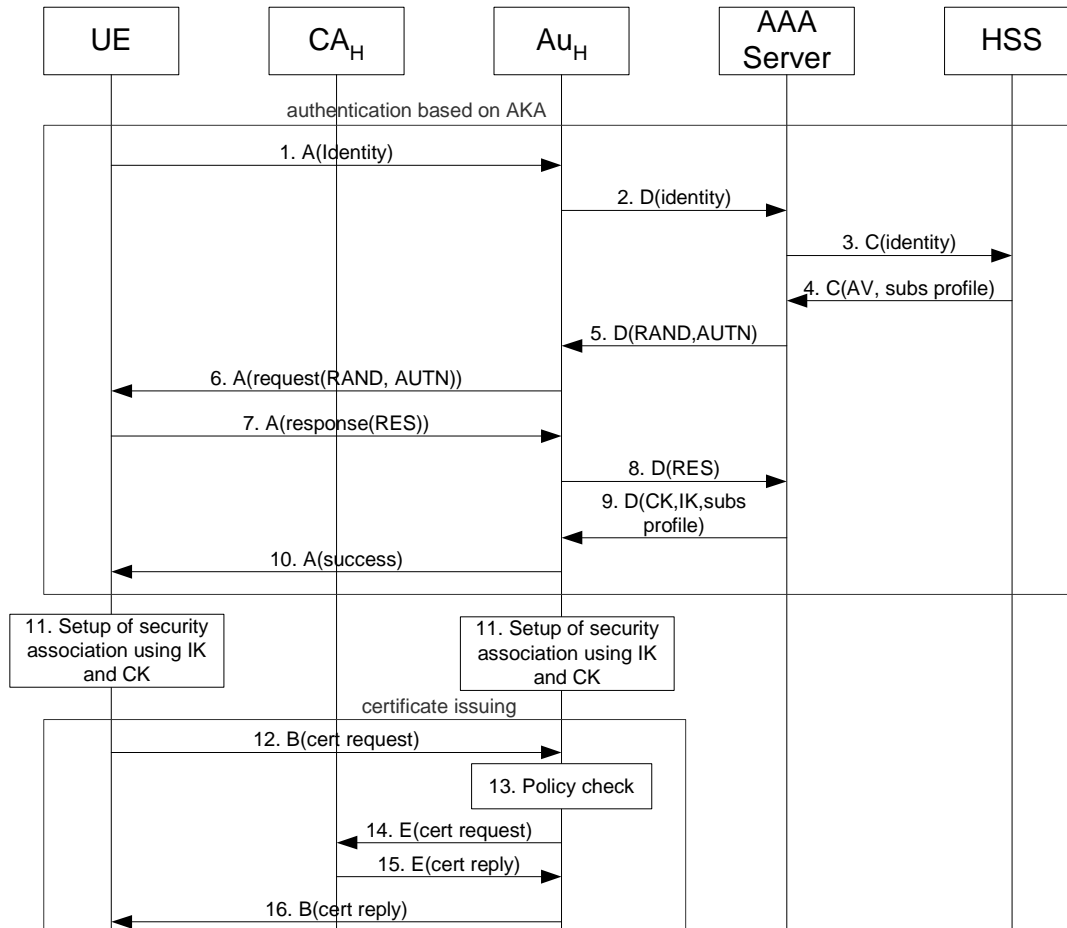 UE
CA_H
Au_H
AAA
Server
HSS
authentication based on AKA
1. A(Identity)
2. D(identity)
3. C(identity)
4. C(AV, subs profile)
5. D(RAND,AUTN)
6. A(request(RAND, AUTN))
7. A(response(RES))
8. D(RES)
9. D(CK,IK,subs
profile)
10. A(success)
11. Setup of security
association using IK
and CK
11. Setup of security
association using IK
and CK
certificate issuing
12. B(cert request)
13. Policy check
14. E(cert request)
15. E(cert reply)
16. B(cert reply)